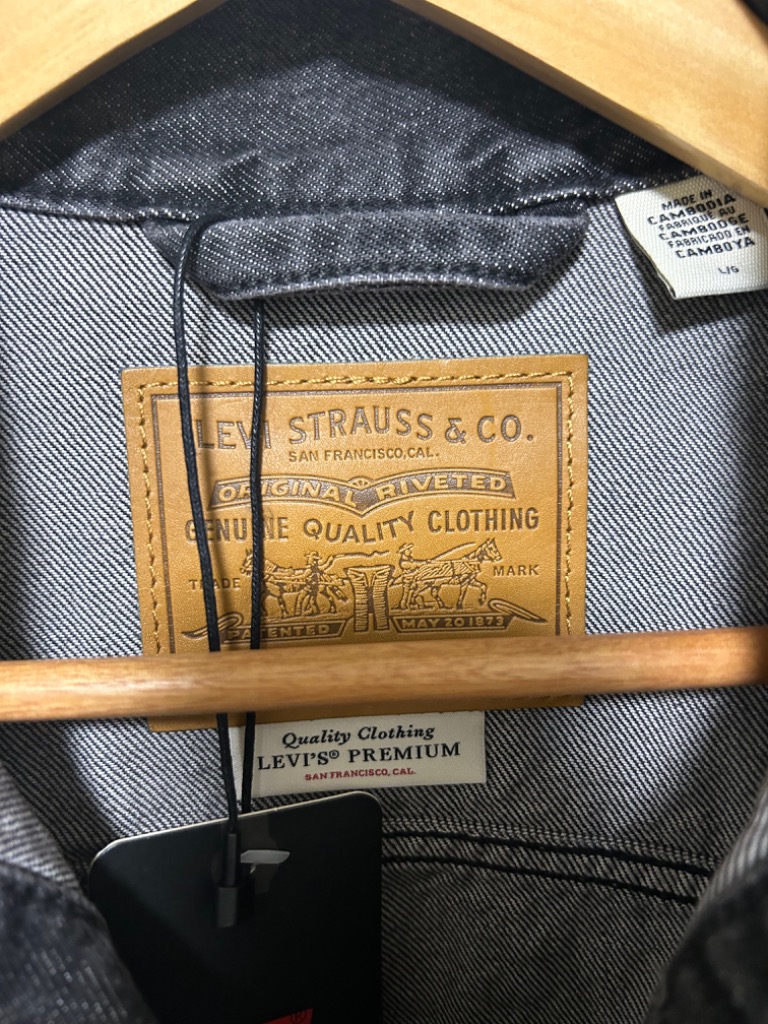 MADE IN
CAMBODIA
FABRIQUÉ AU
CAMBODGE
FABRICADO EN
CAMBOYA
L/G
LEVI STRAUSS & CO.
SAN FRANCISCO, CAL.
ORIGINAL RIVETED
GENUINE QUALITY CLOTHING
TRADE MARK
PATENTED MAY 20 1873
Quality Clothing
LEVI'S® PREMIUM
SAN FRANCISCO, CAL.